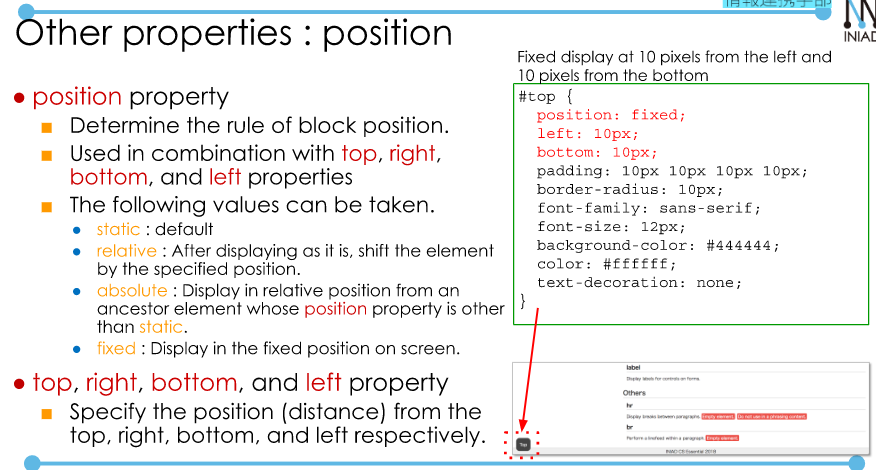 情報連携学部
INIAD
Other properties : position
● position property
■ Determine the rule of block position.
■ Used in combination with top, right,
bottom, and left properties
■ The following values can be taken.
● static : default
● relative : After displaying as it is, shift the element
by the specified position.
● absolute : Display in relative position from an
ancestor element whose position property is other
than static.
● fixed : Display in the fixed position on screen.
● top, right, bottom, and left property
■ Specify the position (distance) from the
top, right, bottom, and left respectively.
Fixed display at 10 pixels from the left and
10 pixels from the bottom
#top {
position: fixed;
left: 10px;
bottom: 10px;
padding: 10px 10px 10px 10px;
border-radius: 10px;
font-family: sans-serif;
font-size: 12px;
background-color: #444444;
color: #ffffff;
text-decoration: none;
}
label
Display labels for controls on forms.
Others
hr
Display breaks between paragraphs. Empty element. Do not use in a phrasing content.
br
Perform a linefeed within a paragraph. Empty element.
Top
INIAD CS Essential 2018